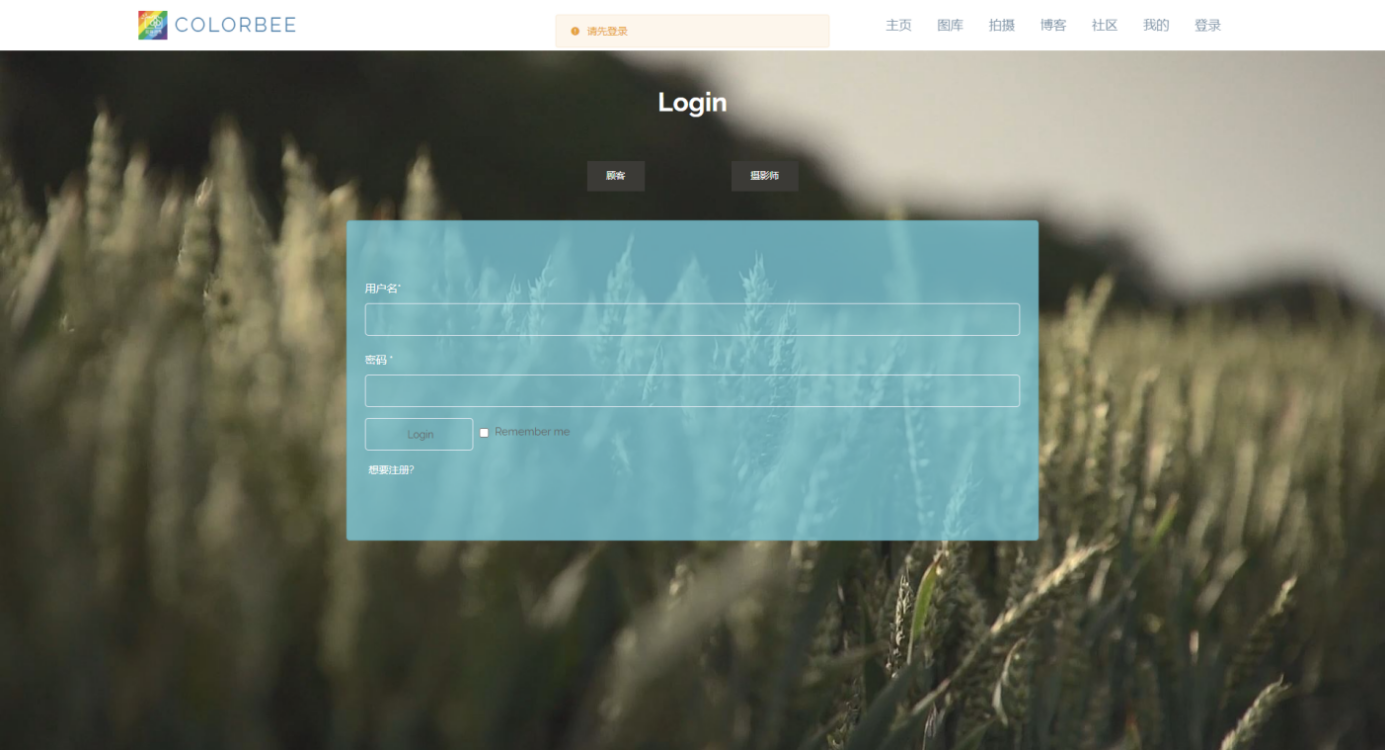 COLORBEE
请先登录
主页 图库 拍摄 博客 社区 我的 登录
Login
顾客 摄影师
用户名*
密码 *
Login Remember me
想要注册?